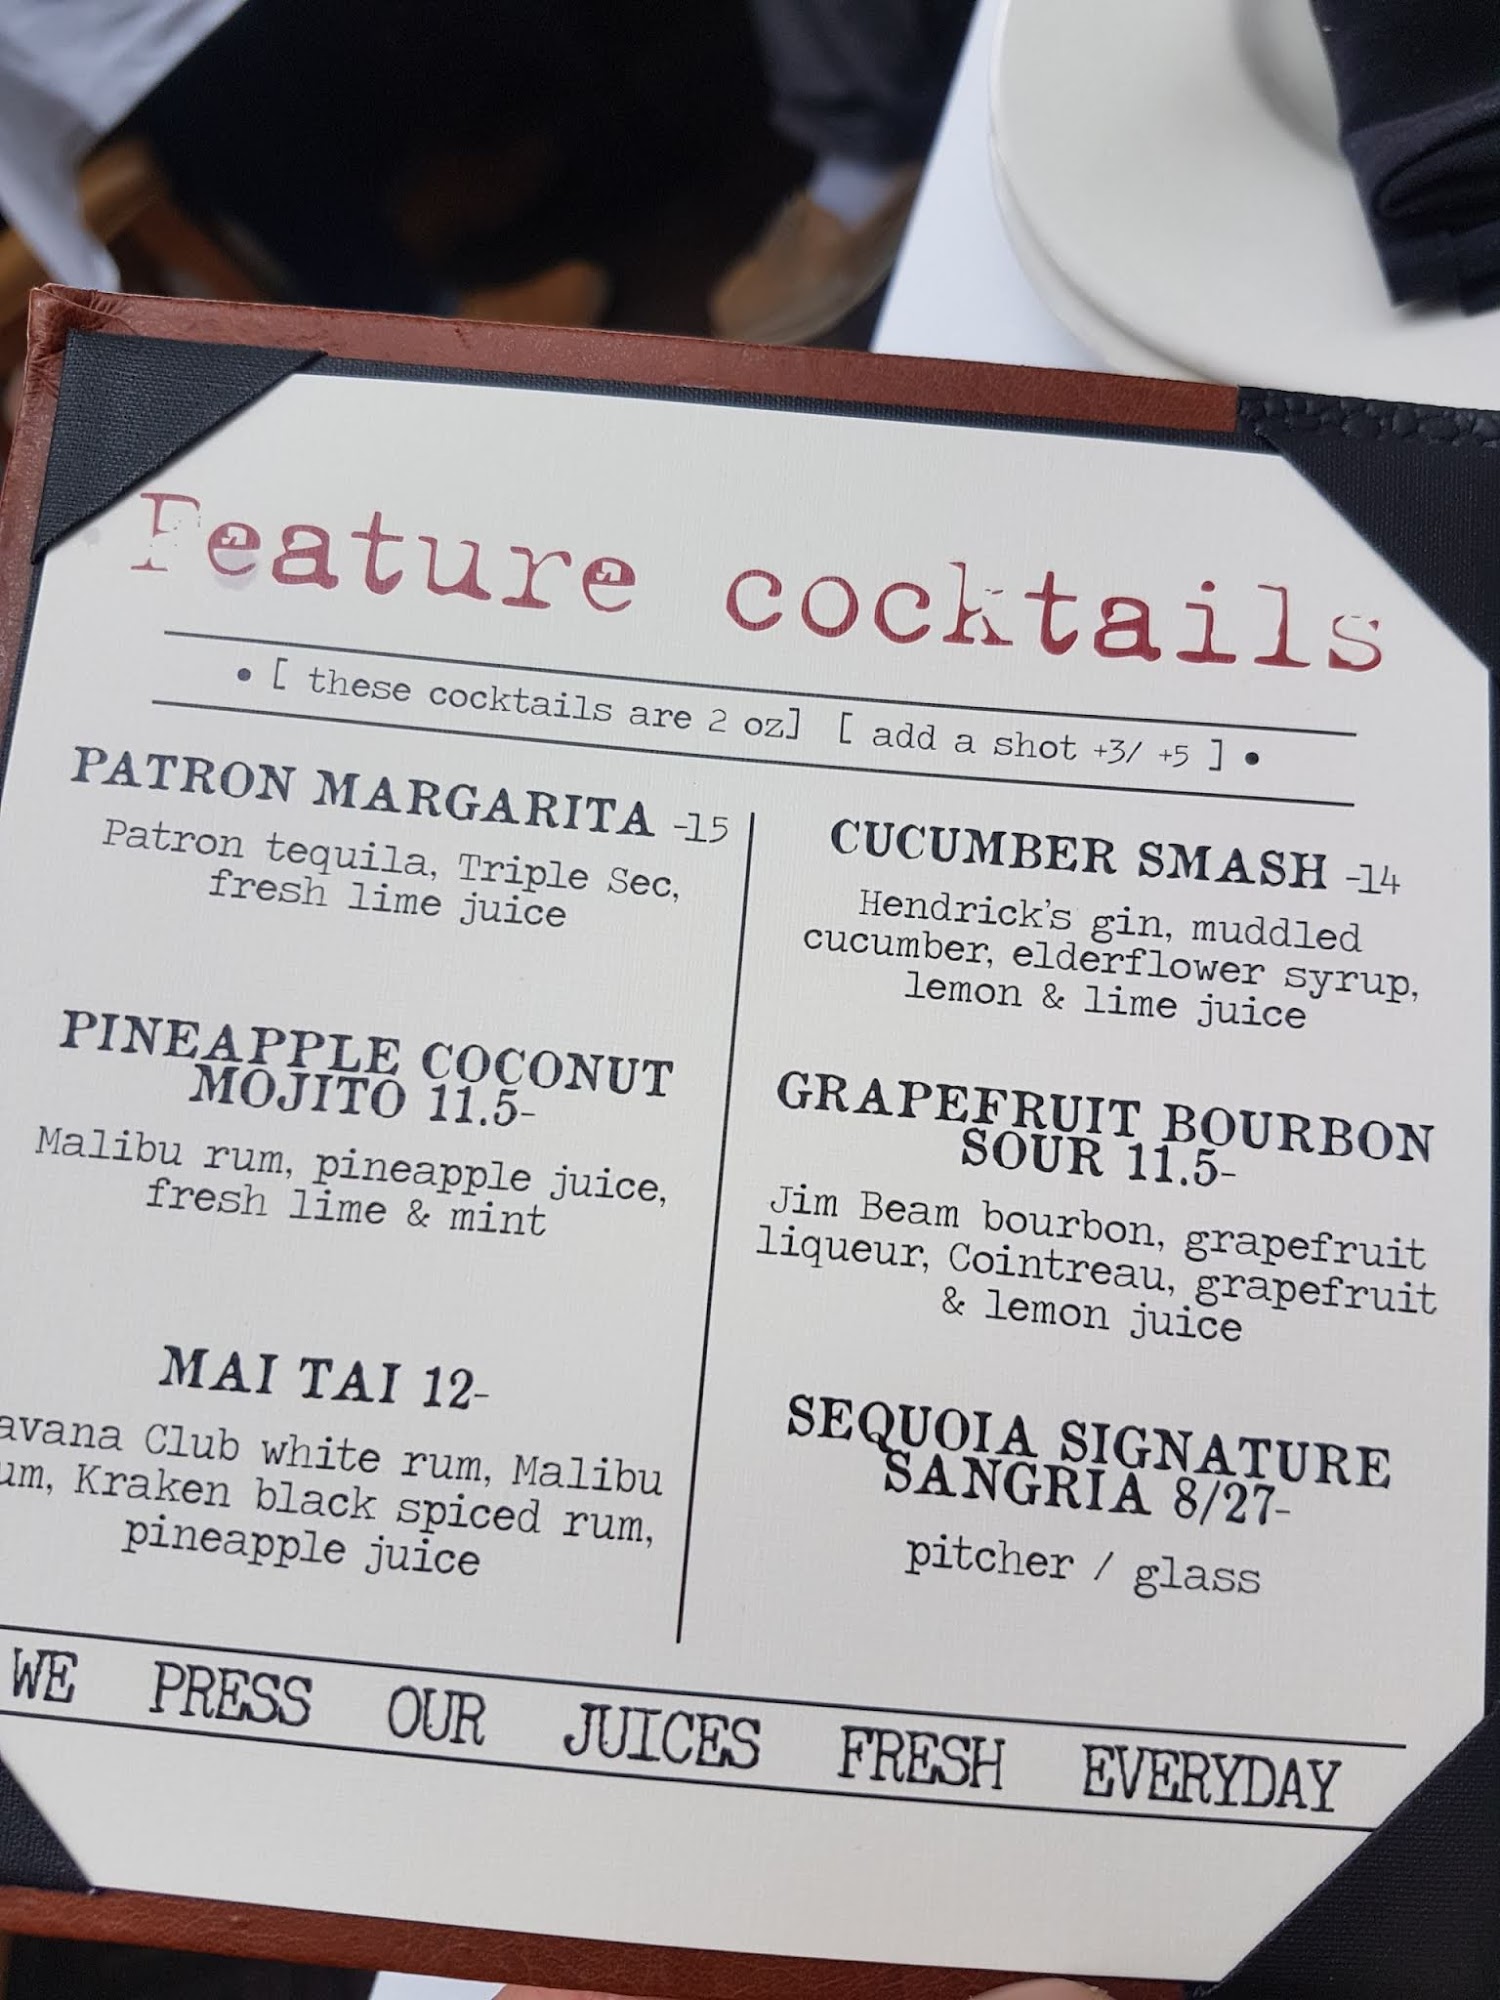 Feature cocktails
• [ these cocktails are 2 oz] [ add a shot +3/ +5 ] •
PATRON MARGARITA -15
Patron tequila, Triple Sec,
fresh lime juice
PINEAPPLE COCONUT
MOJITO 11.5-
Malibu rum, pineapple juice,
fresh lime & mint
MAI TAI 12-
avana Club white rum, Malibu
um, Kraken black spiced rum,
pineapple juice
CUCUMBER SMASH -14
Hendrick's gin, muddled
cucumber, elderflower syrup,
lemon & lime juice
GRAPEFRUIT BOURBON
SOUR 11.5-
Jim Beam bourbon, grapefruit
liqueur, Cointreau, grapefruit
& lemon juice
SEQUOIA SIGNATURE
SANGRIA 8/27-
pitcher / glass
WE PRESS OUR JUICES FRESH EVERYDAY